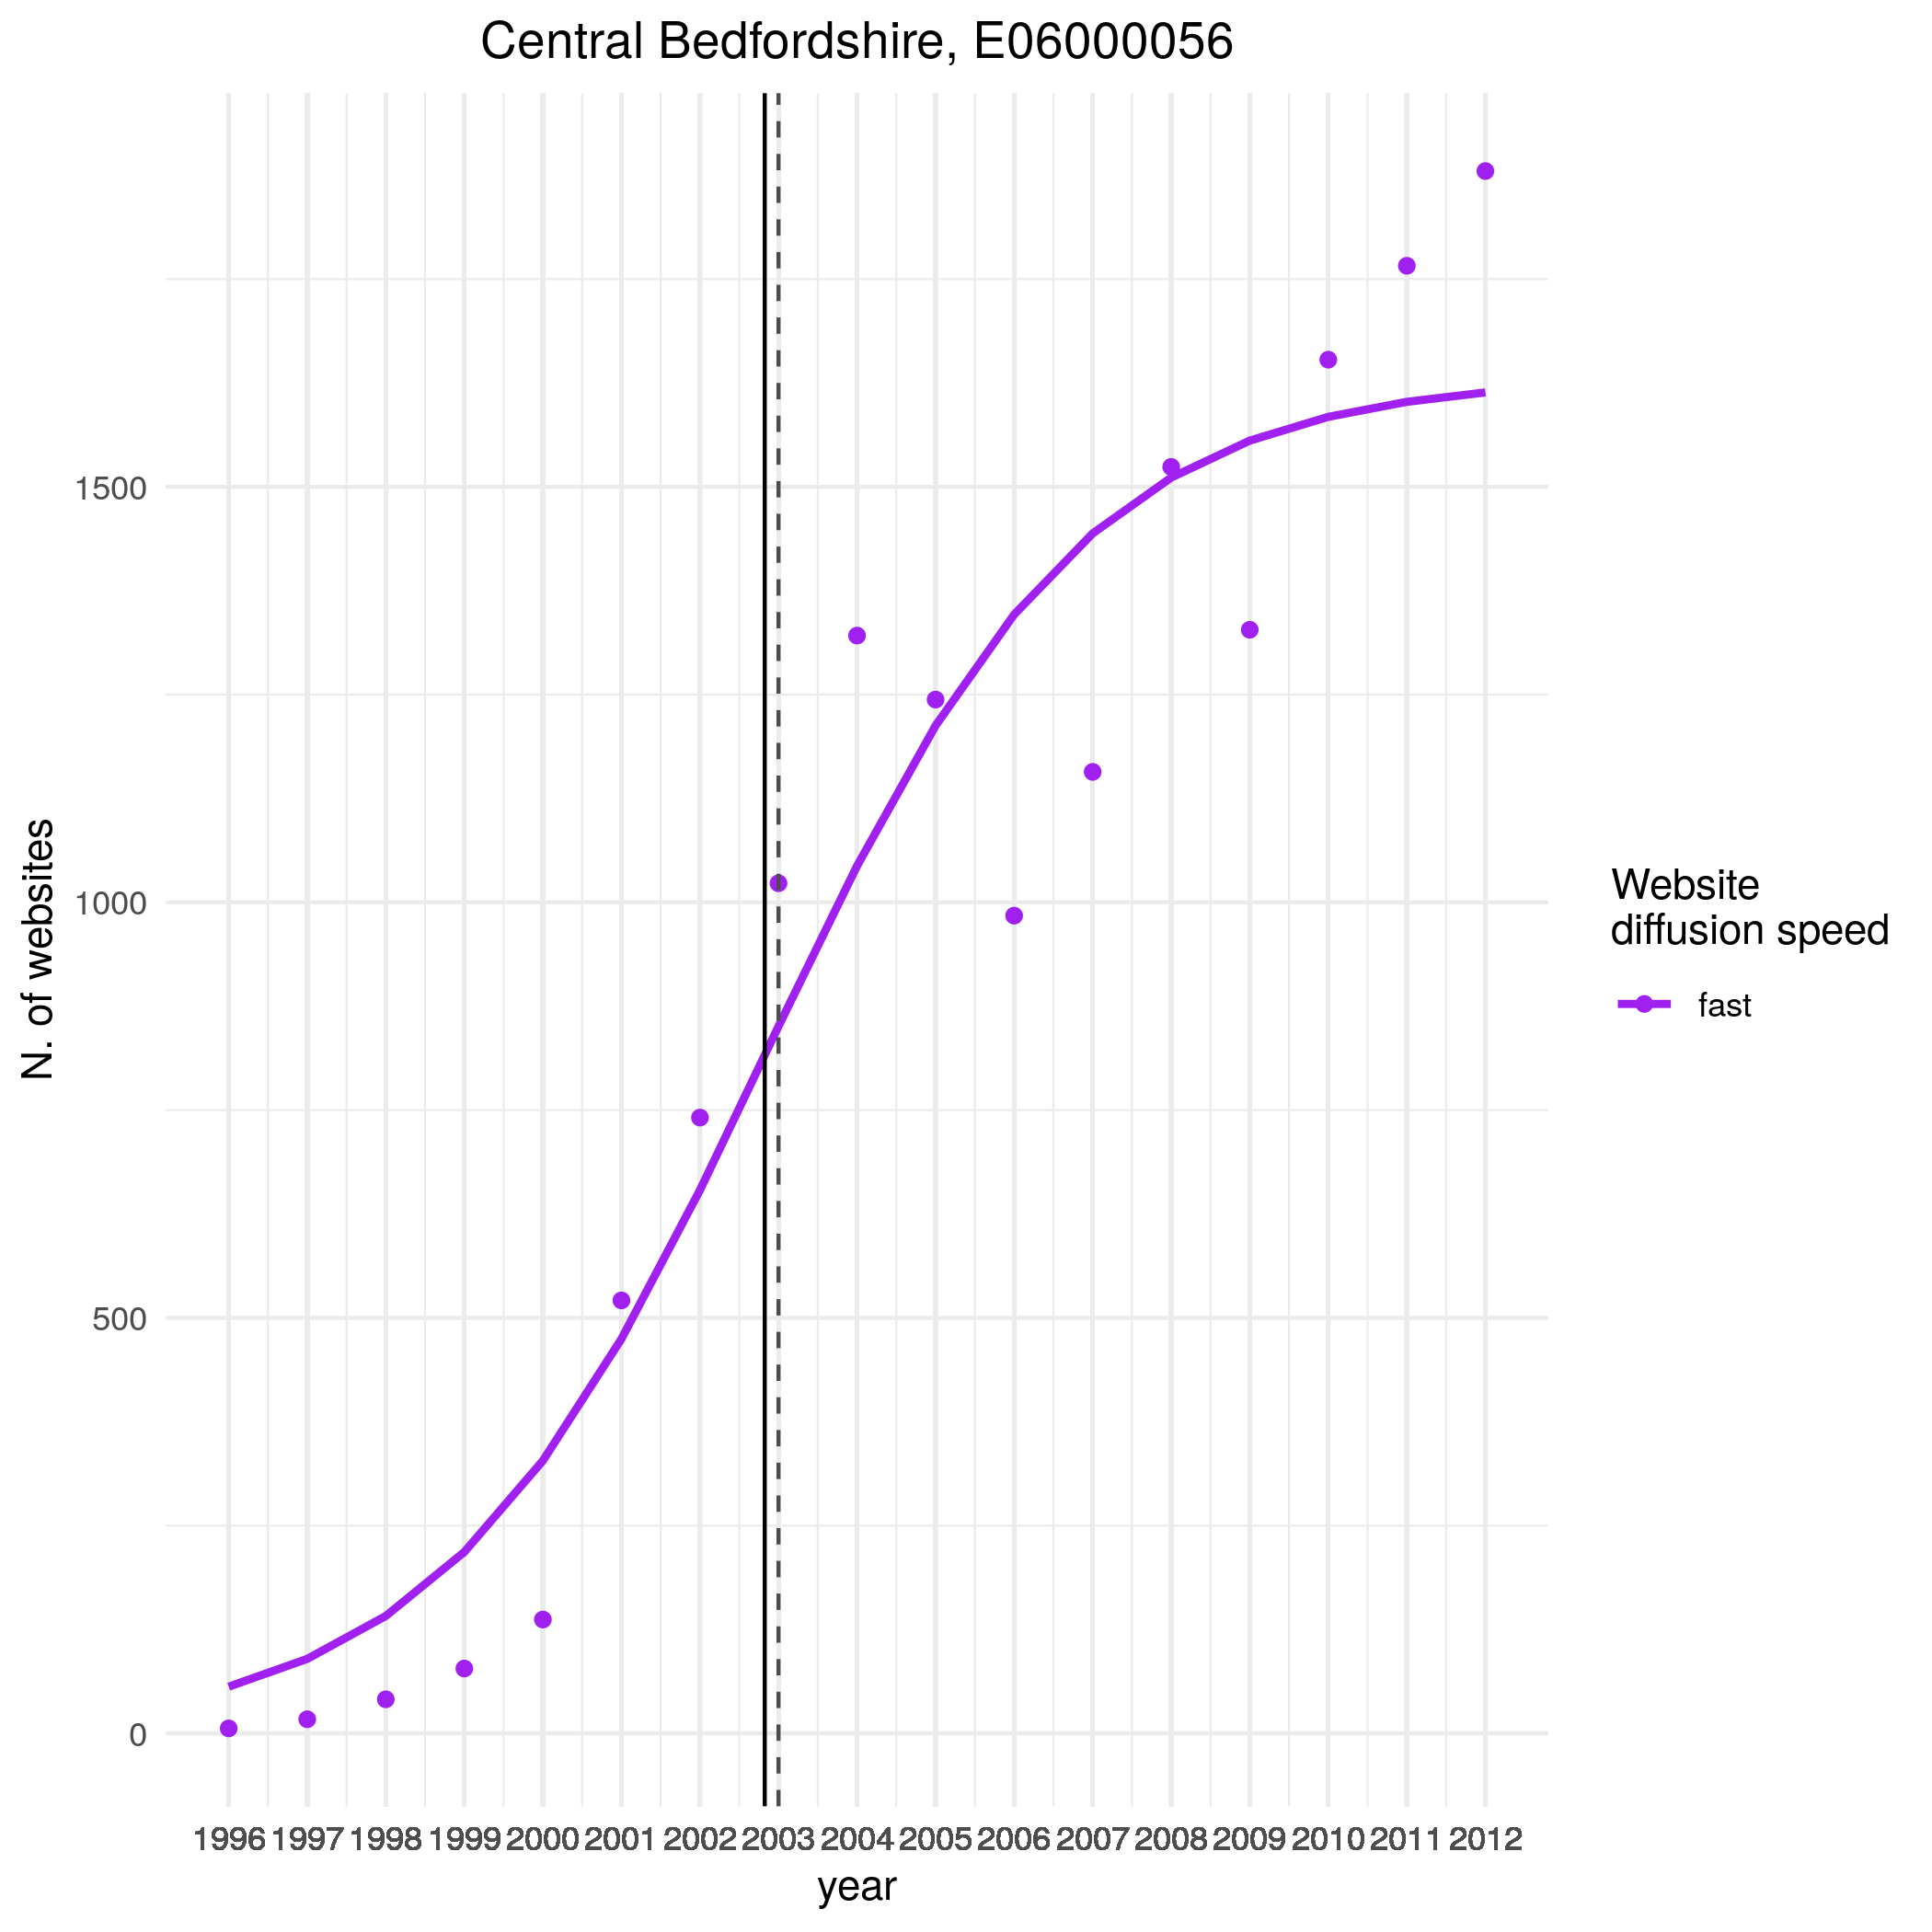 Central Bedfordshire, E06000056
N. of websites
1500
1000
500
0
1996 1997 1998 1999 2000 2001 2002 2003 2004 2005 2006 2007 2008 2009 2010 2011 2012
year
Website
diffusion speed
fast